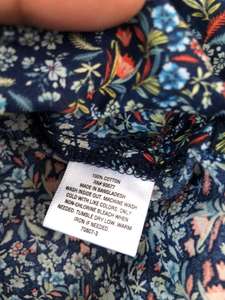 100% COTTON
RN# 93677
MADE IN BANGLADESH
WASH INSIDE OUT. MACHINE WASH
COLD WITH LIKE COLORS. ONLY
NON-CHLORINE BLEACH WHEN
NEEDED. TUMBLE DRY LOW. WARM
IRON IF NEEDED.